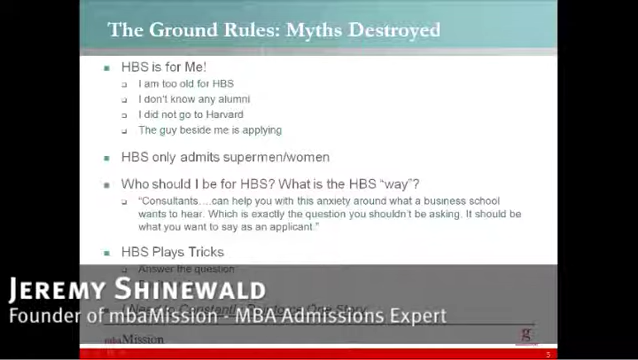 The Ground Rules: Myths Destroyed
HBS is for Me!
I am too old for HBS
I don't know any alumni
I did not go to Harvard
The guy beside me is applying
HBS only admits supermen/women
Who should I be for HBS? What is the HBS “way”?
“Consultants….can help you with this anxiety around what a business school
wants to hear. Which is exactly the question you shouldn't be asking. It should be
what you want to say as an applicant.”
HBS Plays Tricks
Answer the question
JEREMY SHINEWALD
I Need to Constantly
Founder of mbaMission - MBA Admissions Expert
mbaMission
g
5